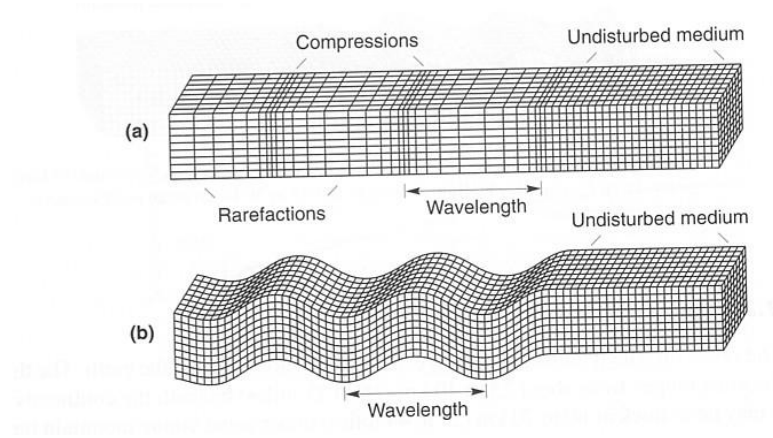 Compressions
Undisturbed medium
(a)
Rarefactions
Wavelength
Undisturbed medium
(b)
Wavelength